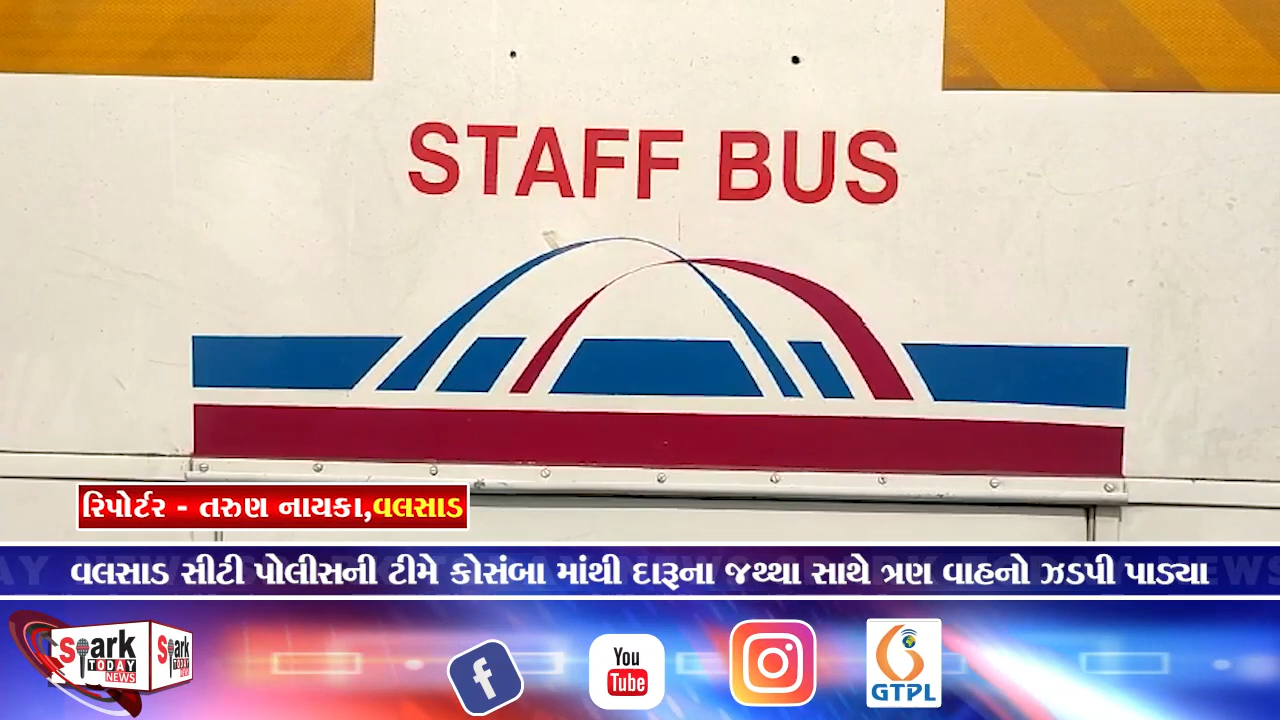 STAFF BUS
રિપોર્ટર - તરુણ નાયકા,વલસાડ
વલસાડ સીટી પોલીસની ટીમે કોસંબા માંથી દારૂના જથ્થા સાથે ત્રણ વાહનો ઝડપી પાડ્યા
Spark TODAY NEWS
Spark TODAY NEWS
You Tube
GTPL